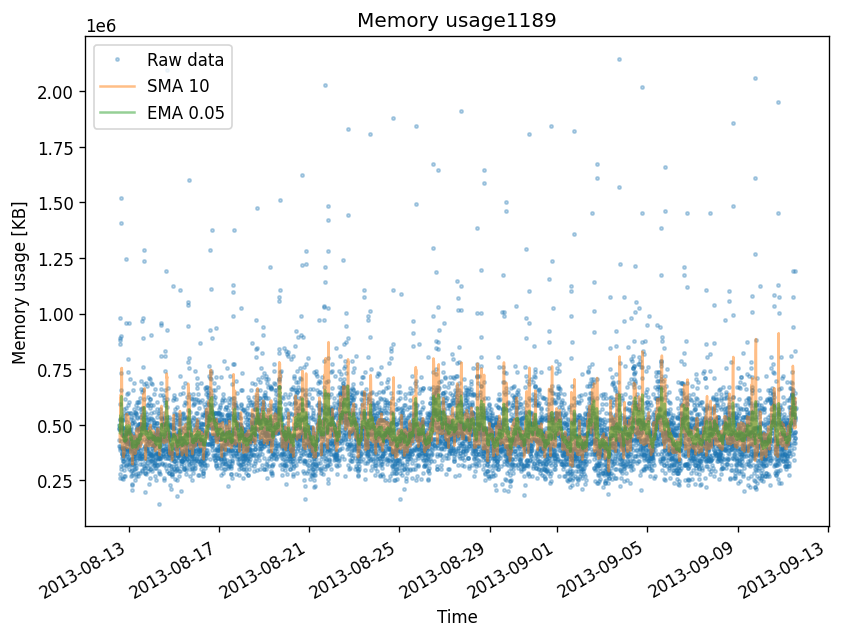 Memory usage1189
1e6
Raw data
SMA 10
EMA 0.05
2.00
1.75
1.50
1.25
1.00
0.75
0.50
0.25
Memory usage [KB]
2013-08-13
2013-08-17
2013-08-21
2013-08-25
2013-08-29
2013-09-01
2013-09-05
2013-09-09
2013-09-13
Time